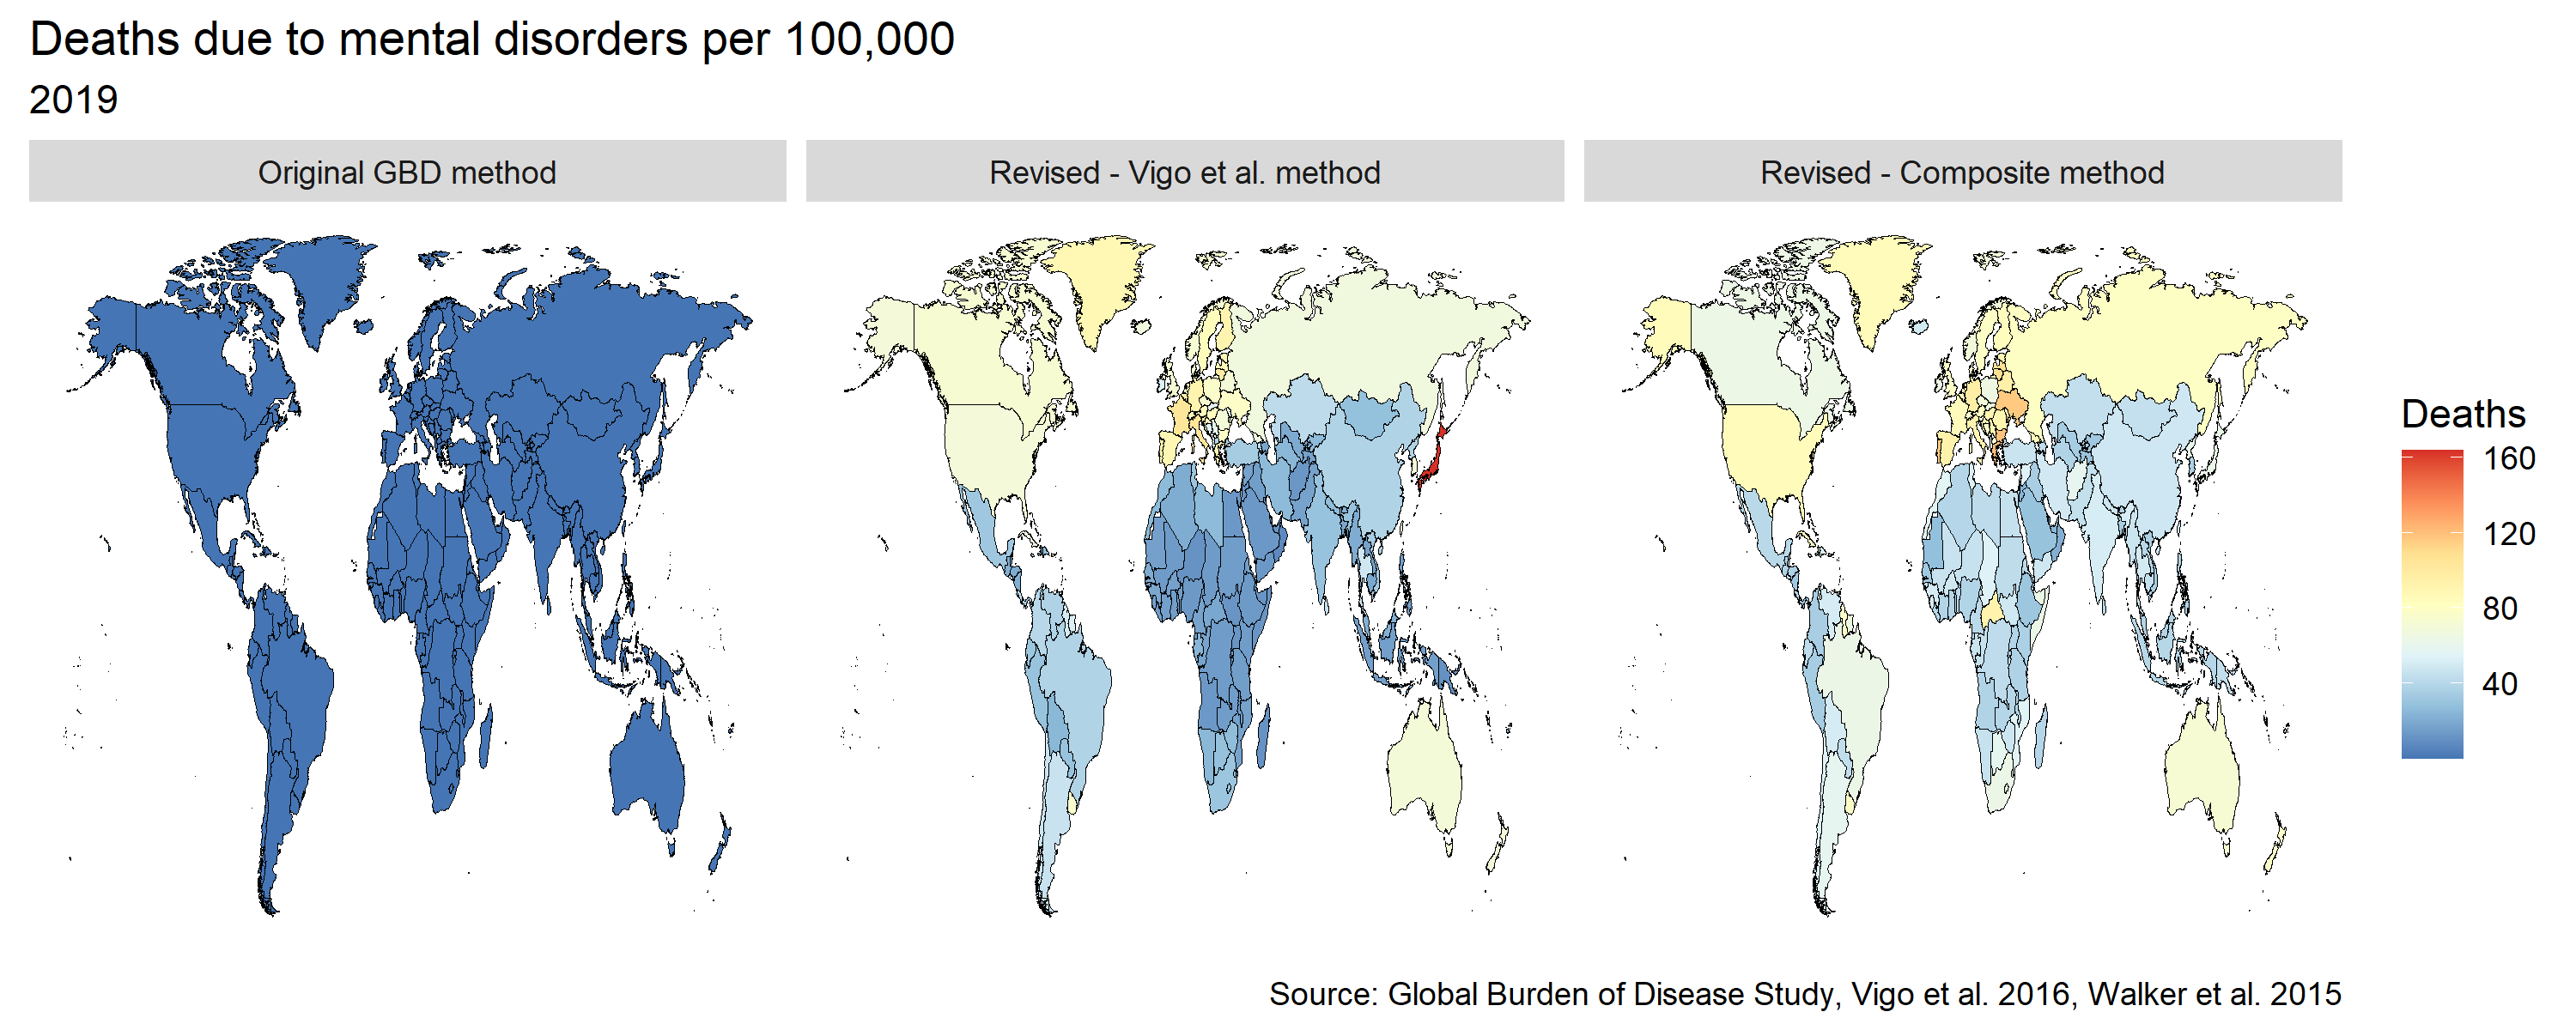 Deaths due to mental disorders per 100,000
2019
Original GBD method
Revised - Vigo et al. method
Revised - Composite method
Deaths
160
120
80
40
Source: Global Burden of Disease Study, Vigo et al. 2016, Walker et al. 2015